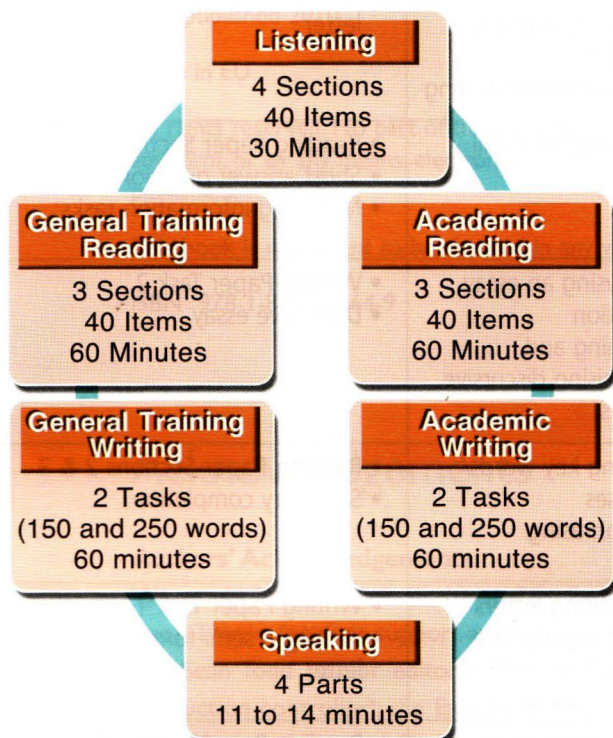 Listening
4 Sections
40 Items
30 Minutes
General Training
Reading
3 Sections
40 Items
60 Minutes
Academic
Reading
3 Sections
40 Items
60 Minutes
General Training
Writing
2 Tasks
(150 and 250 words)
60 minutes
Academic
Writing
2 Tasks
(150 and 250 words)
60 minutes
Speaking
4 Parts
11 to 14 minutes